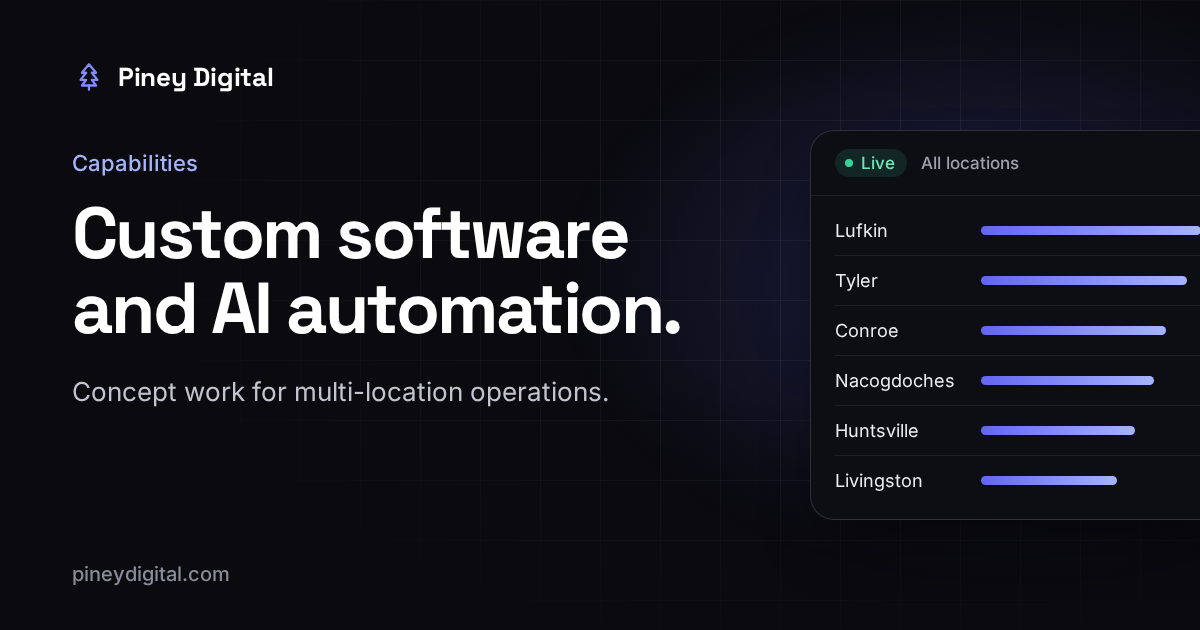 Piney Digital
Capabilities
Custom software
and AI automation.
Concept work for multi-location operations.
pineydigital.com
Live
All locations
Lufkin
Tyler
Conroe
Nacogdoches
Huntsville
Livingston